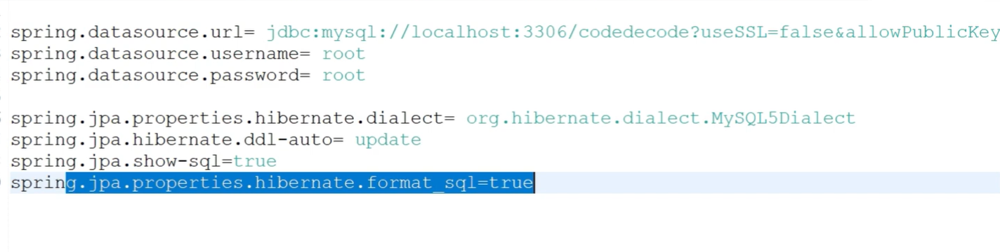 spring.datasource.url= jdbc:mysql://localhost:3306/codedecode?useSSL=false&allowPublicKey
spring.datasource.username= root
spring.datasource.password= root
spring.jpa.properties.hibernate.dialect= org.hibernate.dialect.MySQL5Dialect
spring.jpa.hibernate.ddl-auto= update
spring.jpa.show-sql=true
spring.jpa.properties.hibernate.format_sql=true